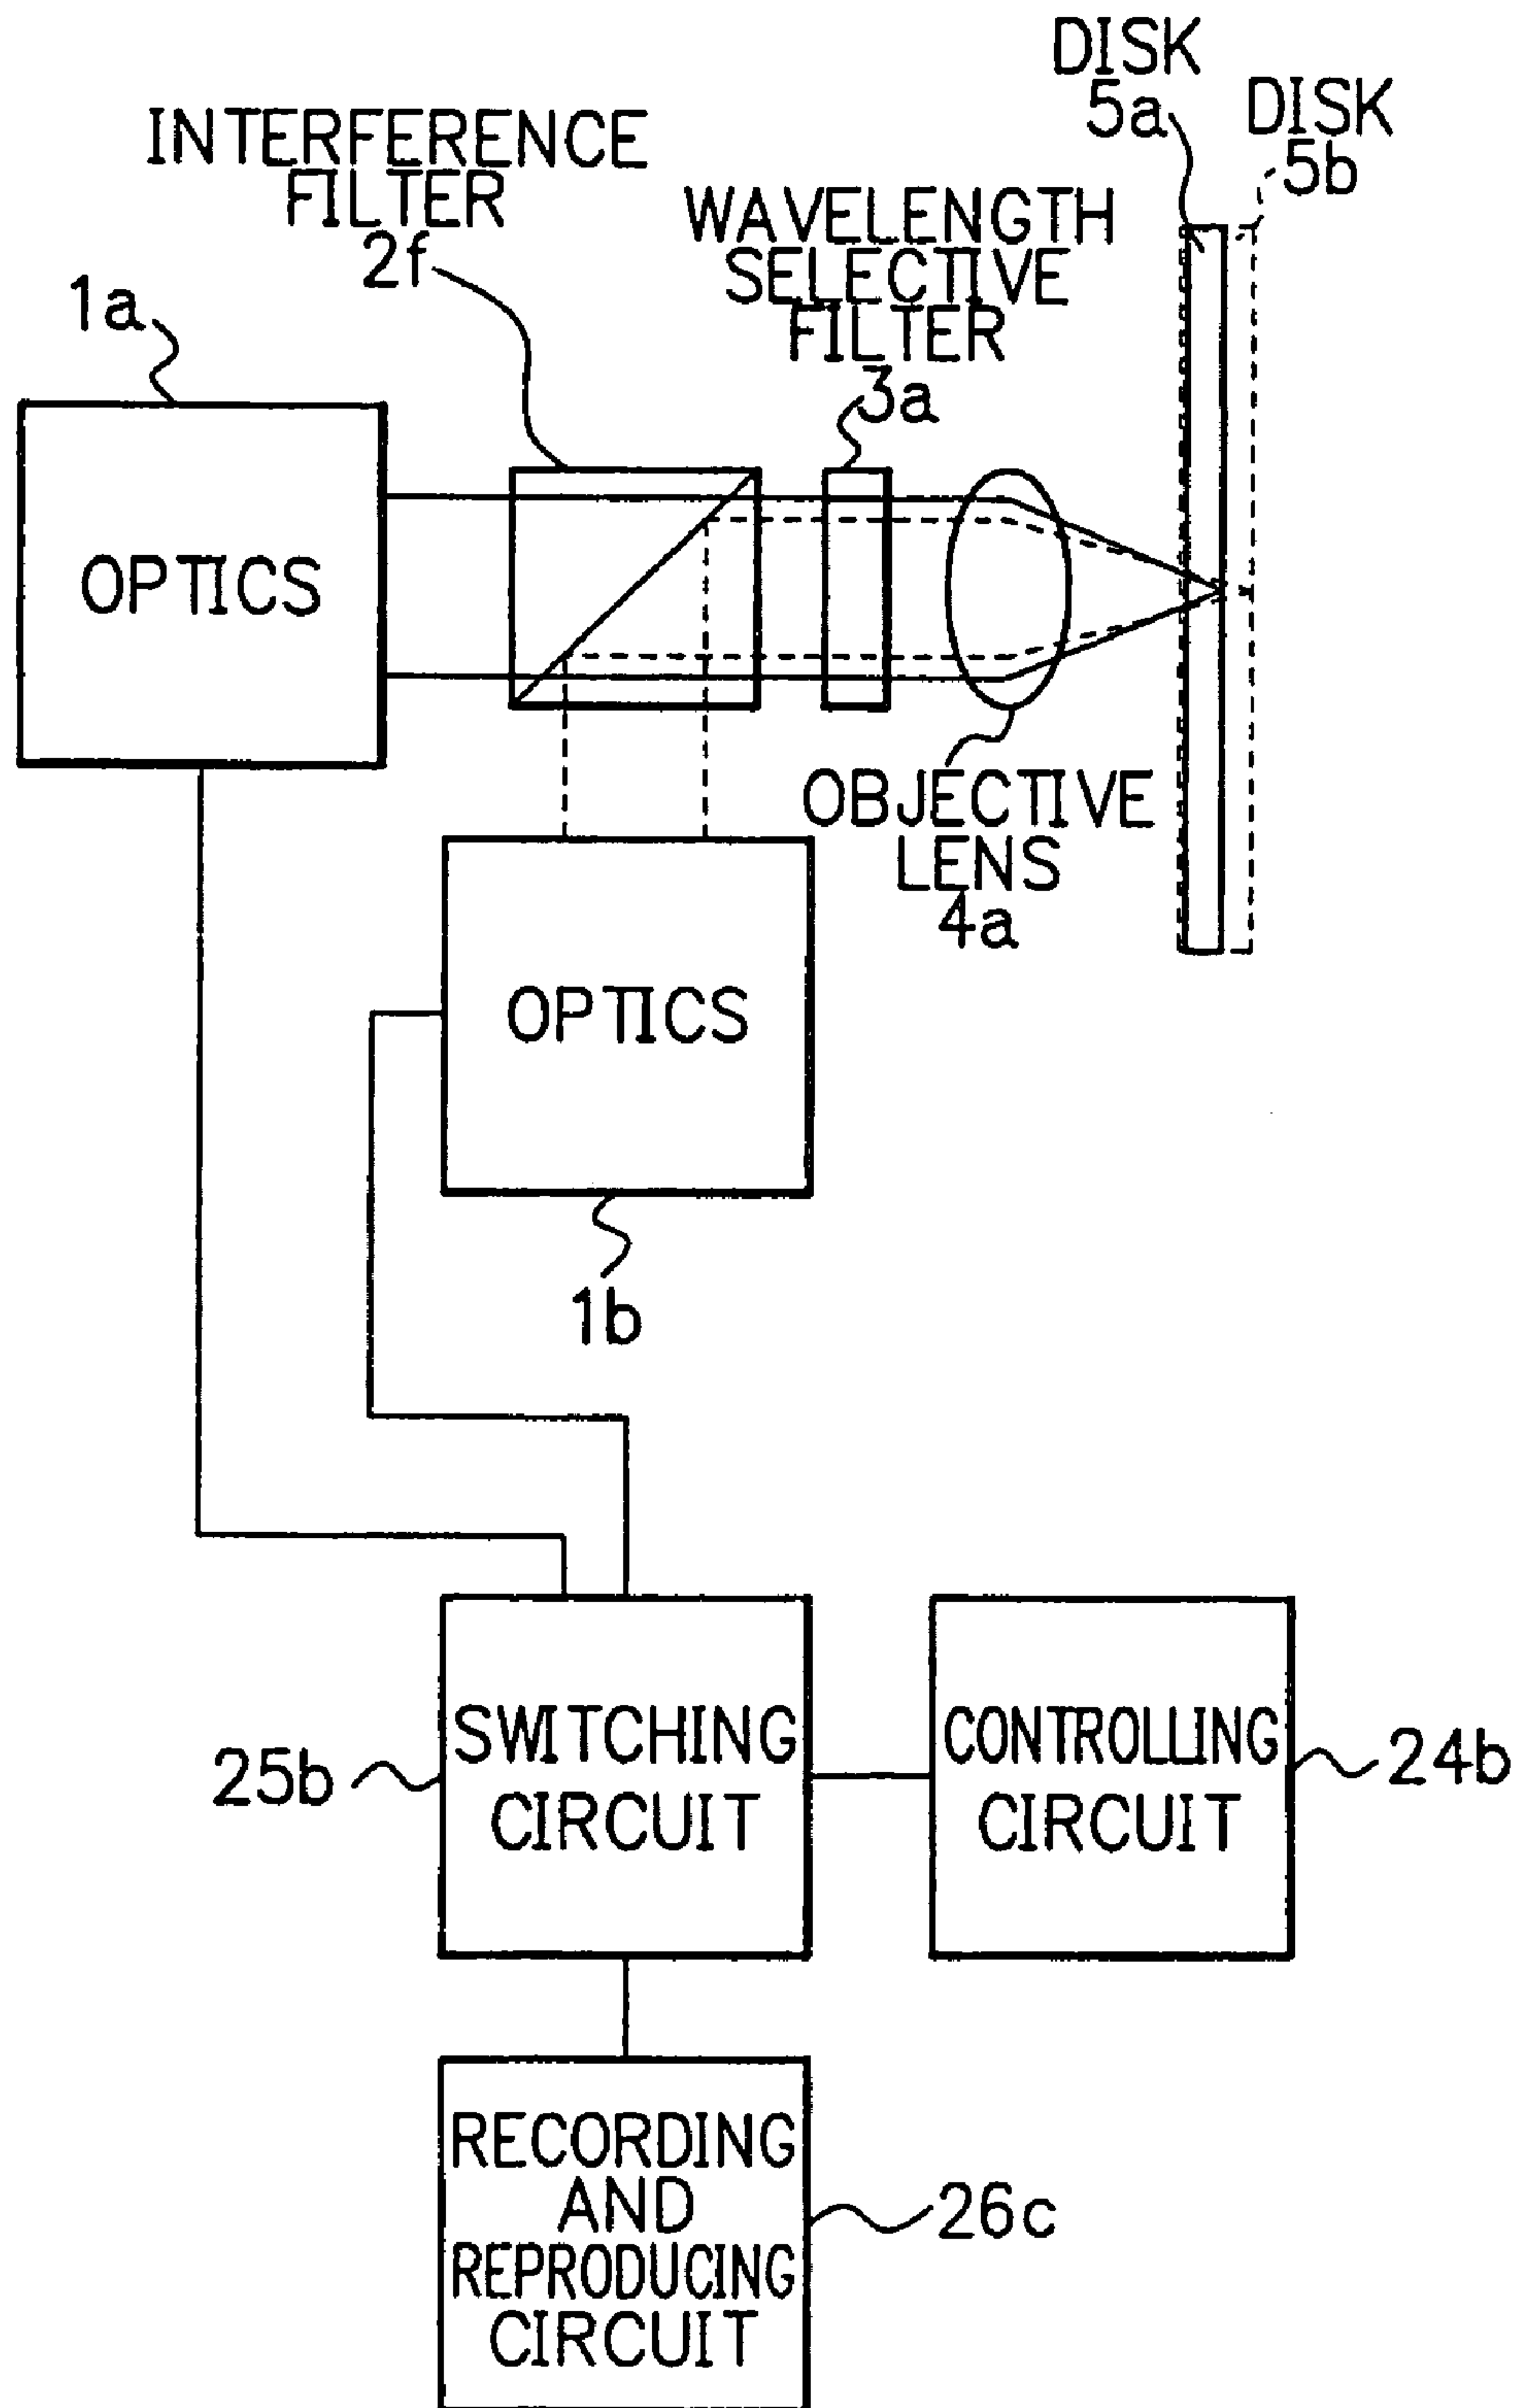 DISK
5a
DISK
5b
INTERFERENCE
FILTER
2f
WAVELENGTH
SELECTIVE
FILTER
3a
1a
OPTICS
OBJECTIVE
LENS
4a
OPTICS
1b
SWITCHING
CIRCUIT
25b
CONTROLLING
CIRCUIT
24b
RECORDING
AND
REPRODUCING
CIRCUIT
26c